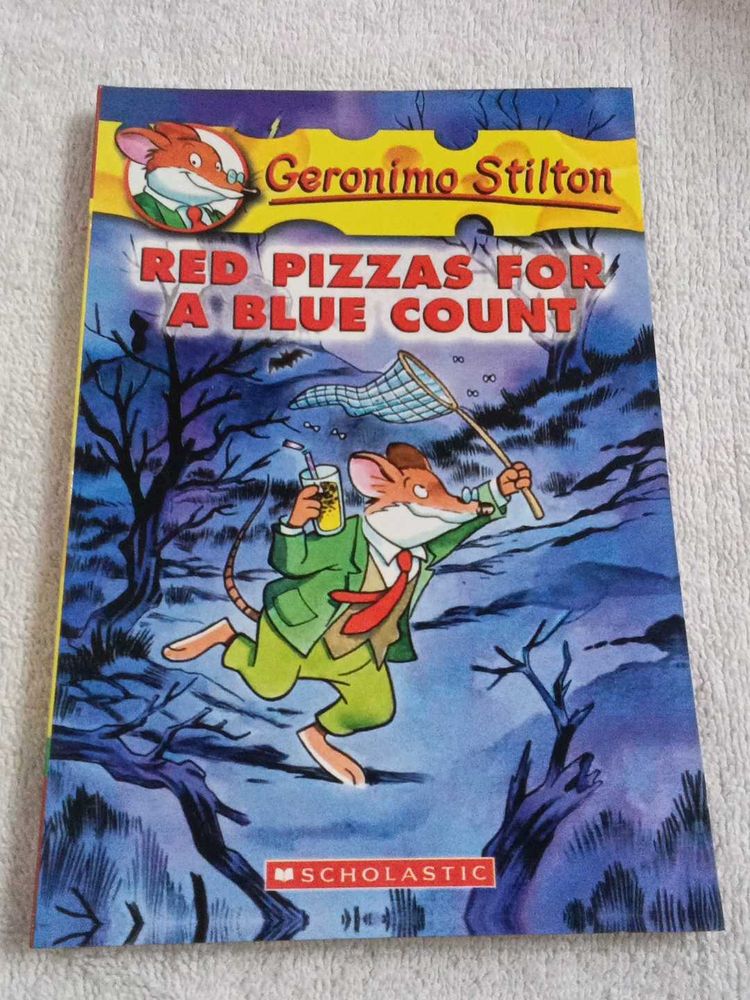 Geronimo Stilton
RED PIZZAS FOR
A BLUE COUNT
SCHOLASTIC